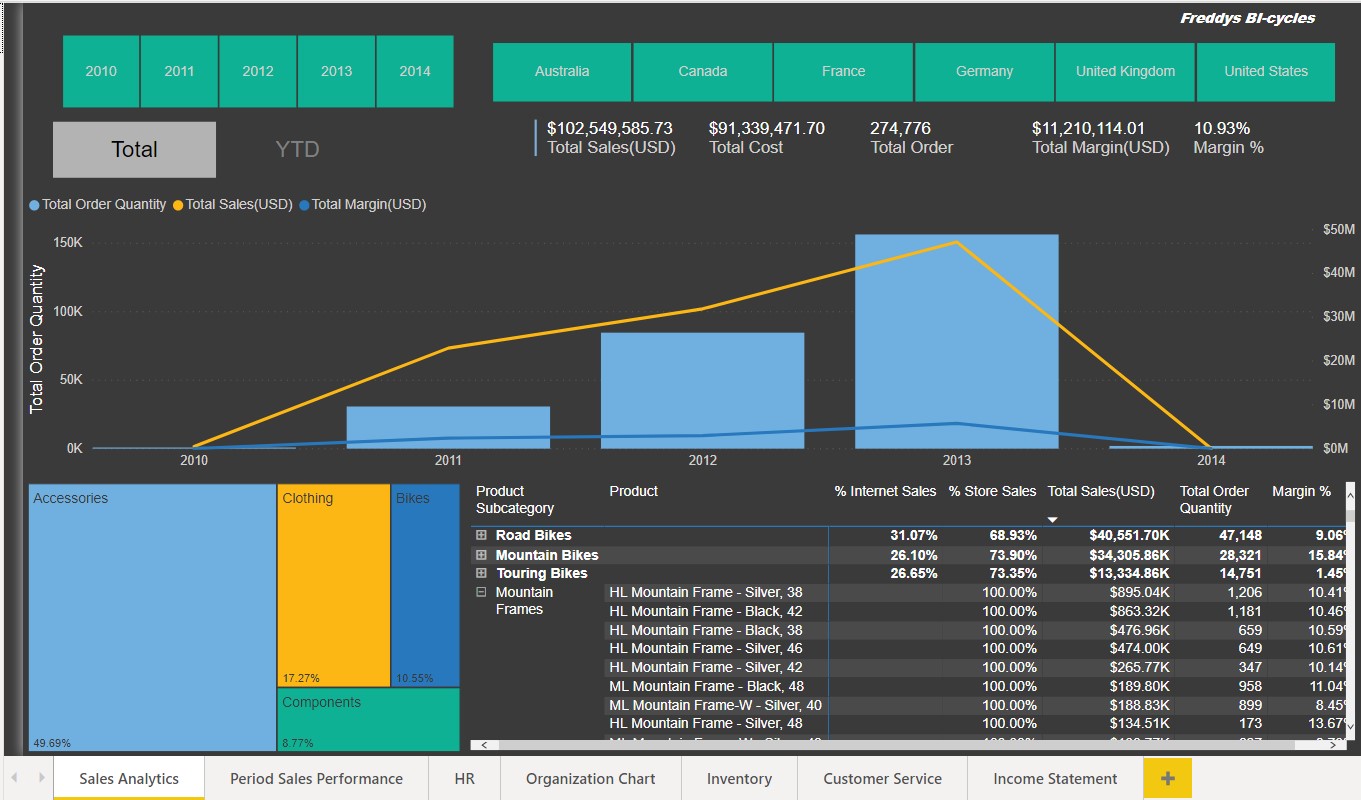 Freddys BI-cycles
2010 2011 2012 2013 2014
Australia Canada France Germany United Kingdom United States
Total YTD
$102,549,585.73 $91,339,471.70 274,776 $11,210,114.01 10.93%
Total Sales(USD) Total Cost Total Order Total Margin(USD) Margin %
Total Order Quantity Total Sales(USD) Total Margin(USD)
Total Order Quantity
150K
100K
50K
0K
$50M
$40M
$30M
$20M
$10M
$0M
2010 2011 2012 2013 2014
Accessories
49.69%
Clothing
17.27%
Bikes
10.55%
Components
8.77%
Product Subcategory Product % Internet Sales % Store Sales Total Sales(USD) Total Order Quantity Margin %
Road Bikes 31.07% 68.93% $40,551.70K 47,148 9.06%
Mountain Bikes 26.10% 73.90% $34,305.86K 28,321 15.84%
Touring Bikes 26.65% 73.35% $13,334.86K 14,751 1.45%
Mountain Frames HL Mountain Frame - Silver, 38 100.00% $895.04K 1,206 10.41%
HL Mountain Frame - Black, 42 100.00% $863.32K 1,181 10.46%
HL Mountain Frame - Black, 38 100.00% $476.96K 659 10.59%
HL Mountain Frame - Silver, 46 100.00% $474.00K 649 10.61%
HL Mountain Frame - Silver, 42 100.00% $265.77K 347 10.14%
ML Mountain Frame - Black, 48 100.00% $189.80K 958 11.04%
ML Mountain Frame-W - Silver, 40 100.00% $188.83K 899 8.45%
HL Mountain Frame - Silver, 48 100.00% $134.51K 173 13.67%
Sales Analytics Period Sales Performance HR Organization Chart Inventory Customer Service Income Statement +